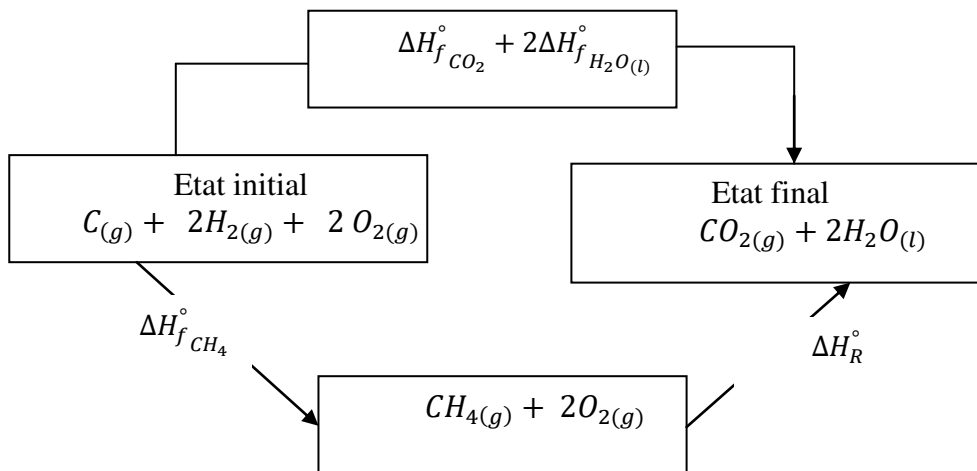 ΔH°f CO₂ + 2ΔH°f H₂O(l)
Etat initial
C(g) + 2H₂(g) + 2 O₂(g)
Etat final
CO₂(g) + 2H₂O(l)
ΔH°f CH₄
ΔH°R
CH₄(g) + 2O₂(g)